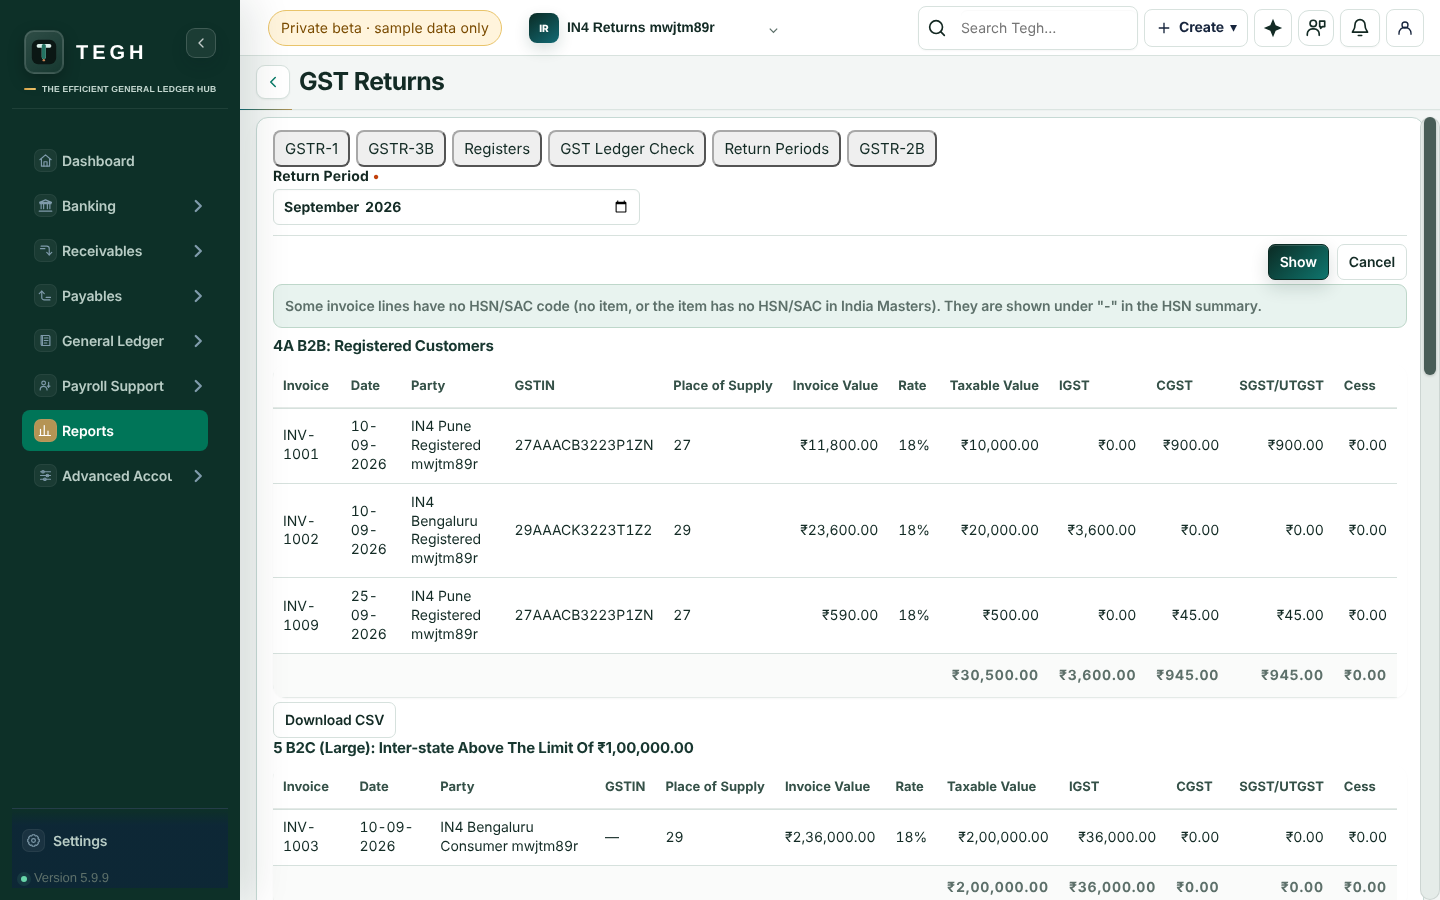 TEGH
THE EFFICIENT GENERAL LEDGER HUB
Dashboard
Banking
Receivables
Payables
General Ledger
Payroll Support
Reports
Advanced Accou
Settings
Version 5.9.9
Private beta · sample data only
IR IN4 Returns mwjtm89r
Search Tegh...
+ Create ▾
GST Returns
GSTR-1 GSTR-3B Registers GST Ledger Check Return Periods GSTR-2B
Return Period •
September 2026
Show Cancel
Some invoice lines have no HSN/SAC code (no item, or the item has no HSN/SAC in India Masters). They are shown under "-" in the HSN summary.
4A B2B: Registered Customers
Invoice Date Party GSTIN Place of Supply Invoice Value Rate Taxable Value IGST CGST SGST/UTGST Cess
INV-1001 10-09-2026 IN4 Pune Registered mwjtm89r 27AAACB3223P1ZN 27 ₹11,800.00 18% ₹10,000.00 ₹0.00 ₹900.00 ₹900.00 ₹0.00
INV-1002 10-09-2026 IN4 Bengaluru Registered mwjtm89r 29AAACK3223T1Z2 29 ₹23,600.00 18% ₹20,000.00 ₹3,600.00 ₹0.00 ₹0.00 ₹0.00
INV-1009 25-09-2026 IN4 Pune Registered mwjtm89r 27AAACB3223P1ZN 27 ₹590.00 18% ₹500.00 ₹0.00 ₹45.00 ₹45.00 ₹0.00
₹30,500.00 ₹3,600.00 ₹945.00 ₹945.00 ₹0.00
Download CSV
5 B2C (Large): Inter-state Above The Limit Of ₹1,00,000.00
Invoice Date Party GSTIN Place of Supply Invoice Value Rate Taxable Value IGST CGST SGST/UTGST Cess
INV-1003 10-09-2026 IN4 Bengaluru Consumer mwjtm89r — 29 ₹2,36,000.00 18% ₹2,00,000.00 ₹36,000.00 ₹0.00 ₹0.00 ₹0.00
₹2,00,000.00 ₹36,000.00 ₹0.00 ₹0.00 ₹0.00